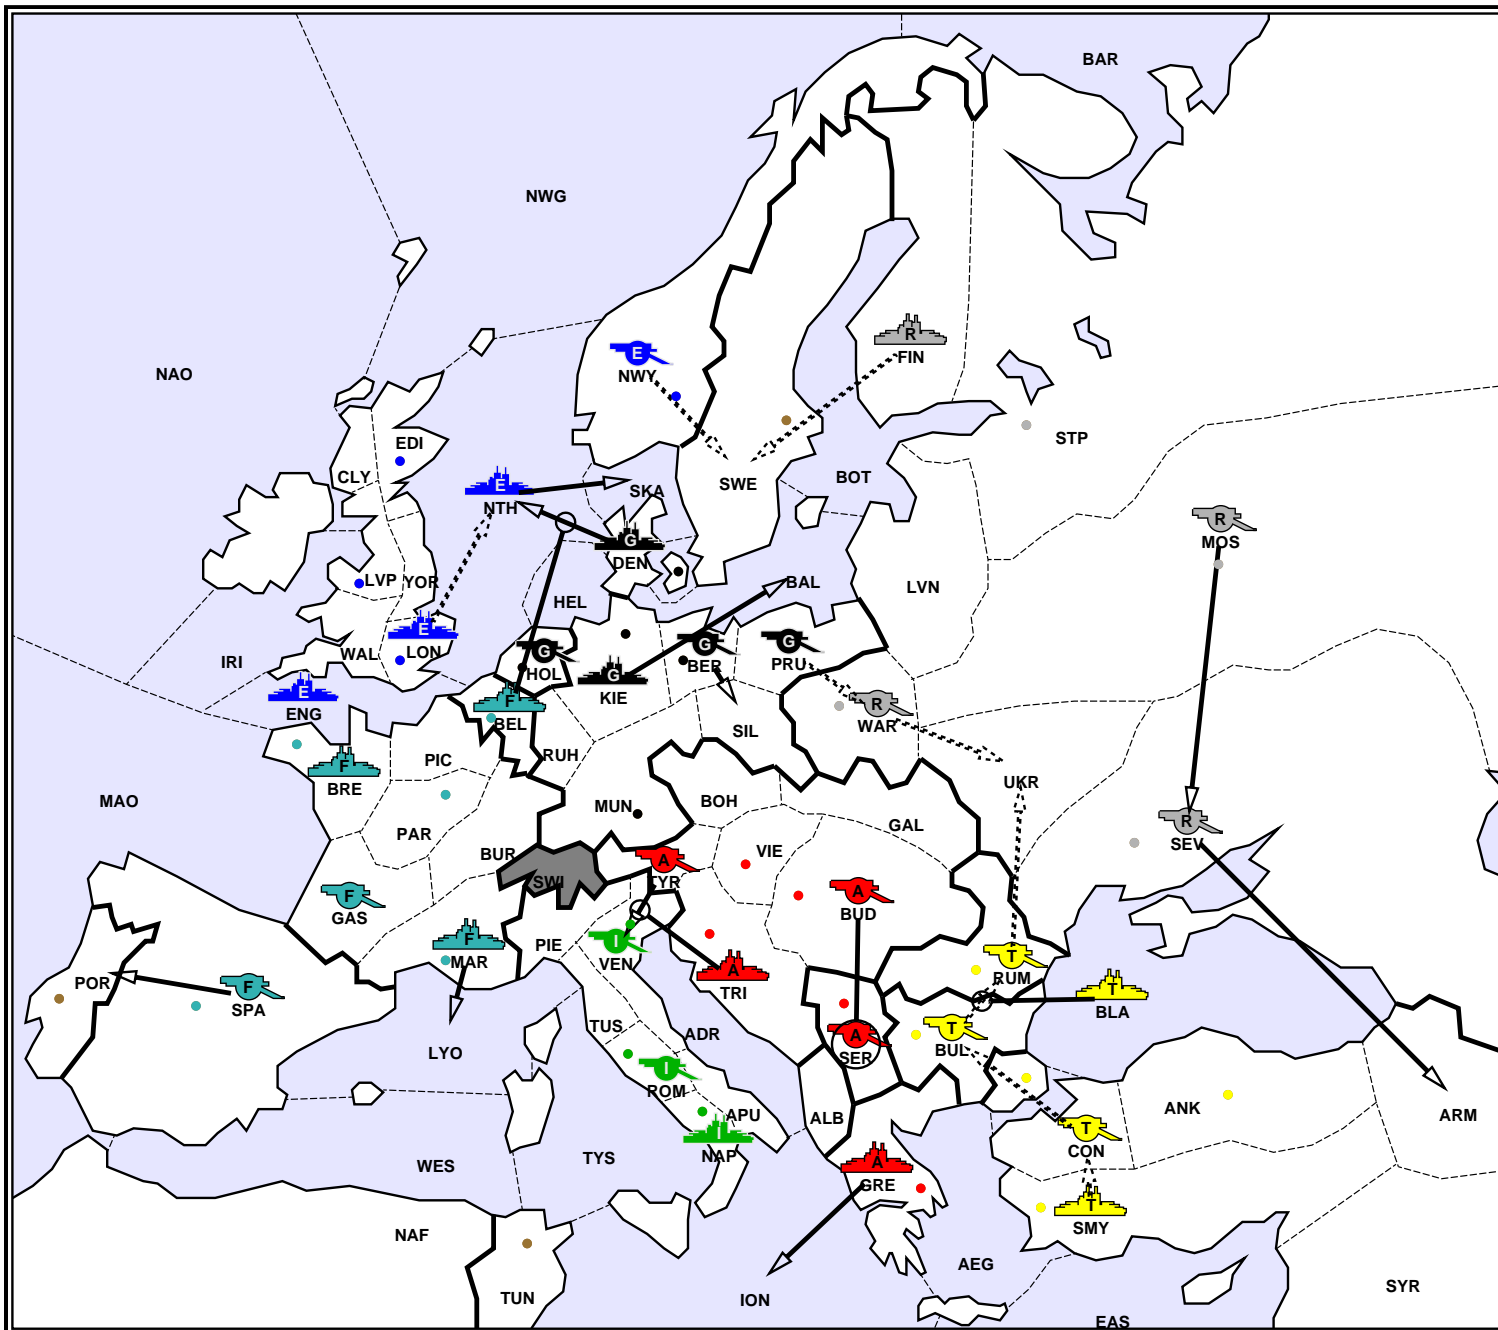 BAR
NWG
R
FIN
E
NWY
NAO
STP
EDI
CLY
SWE
BOT
E
NTH
SKA
R
MOS
G
DEN
LVP
YOR
HEL
BAL
LVN
E
LON
WAL
IRI
G
HOL
G
BER
G
PRU
G
KIE
E
ENG
F
BEL
R
WAR
SIL
RUH
PIC
F
BRE
UKR
MAO
MUN
BOH
GAL
R
SEV
PAR
BUR
VIE
A
TYR
SWI
F
GAS
A
BUD
F
MAR
PIE
I
VEN
T
RUM
A
TRI
POR
F
SPA
T
BLA
TUS
ADR
T
BUL
A
SER
LYO
I
ROM
APU
ALB
ANK
ARM
I
NAP
T
CON
WES
TYS
A
GRE
T
SMY
NAF
AEG
TUN
ION
SYR
EAS